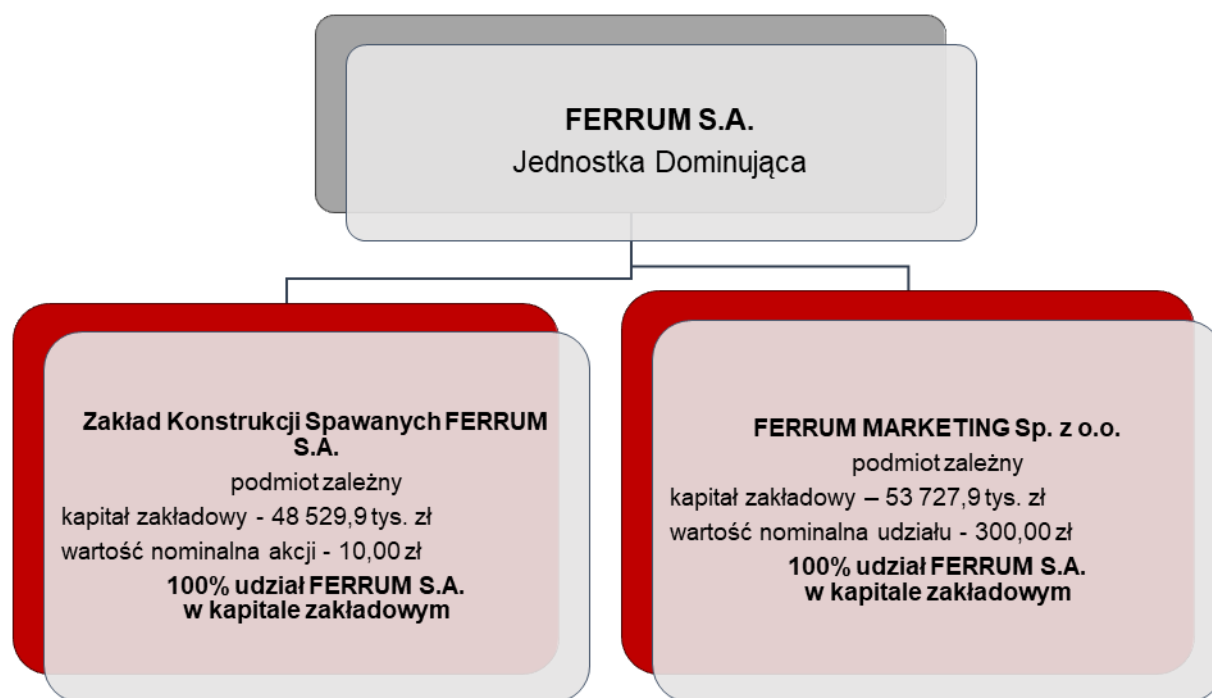 FERRUM S.A.
Jednostka Dominująca
Zakład Konstrukcji Spawanych FERRUM
S.A.
podmiot zależny
kapitał zakładowy - 48 529,9 tys. zł
wartość nominalna akcji - 10,00 zł
100% udział FERRUM S.A.
w kapitale zakładowym
FERRUM MARKETING Sp. z o.o.
podmiot zależny
kapitał zakładowy – 53 727,9 tys. zł
wartość nominalna udziału - 300,00 zł
100% udział FERRUM S.A.
w kapitale zakładowym